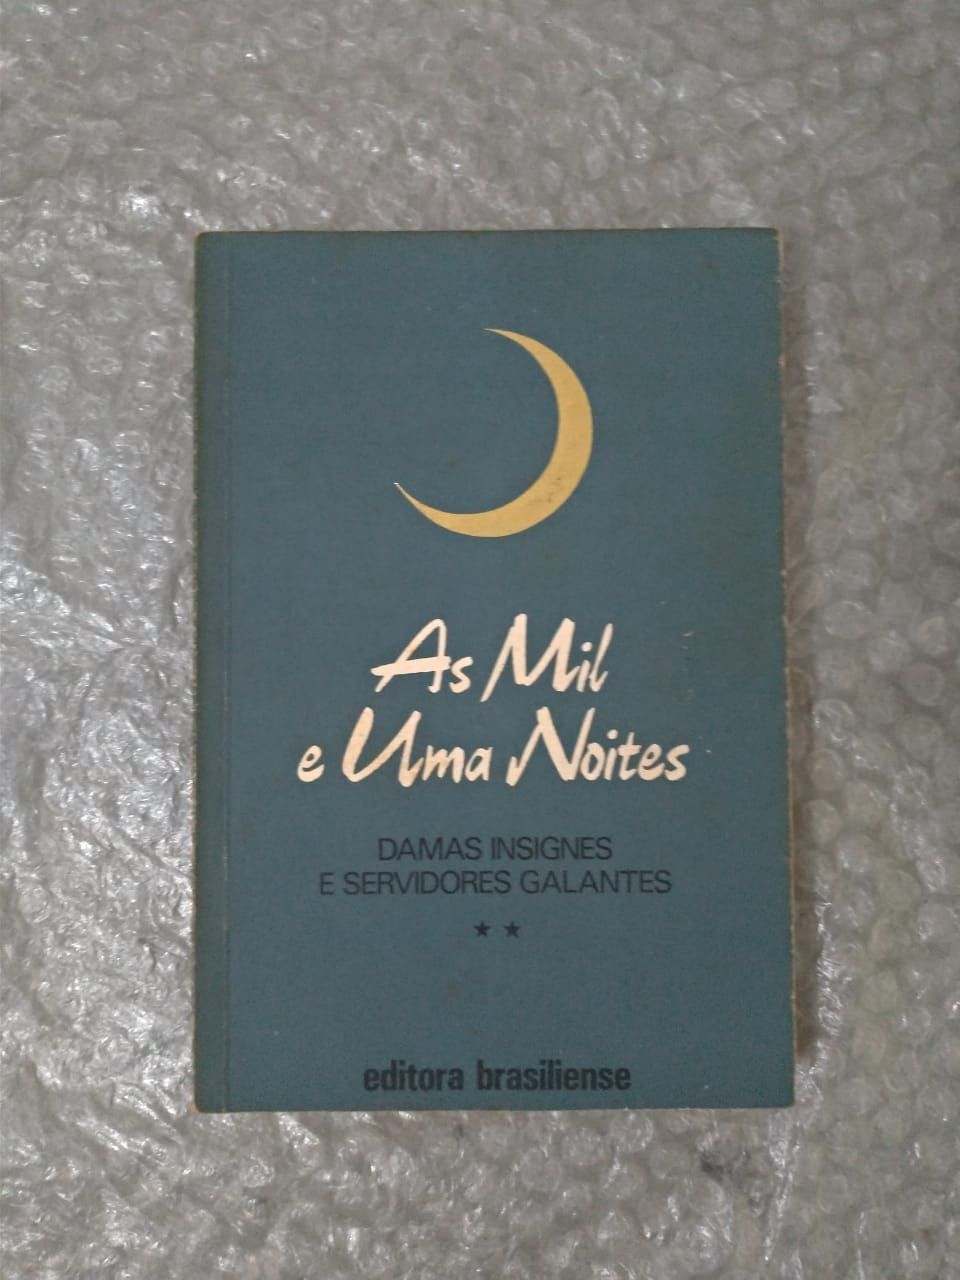 As Mil
e Uma Noites
DAMAS INSIGNES
E SERVIDORES GALANTES
★ ★
editora brasiliense